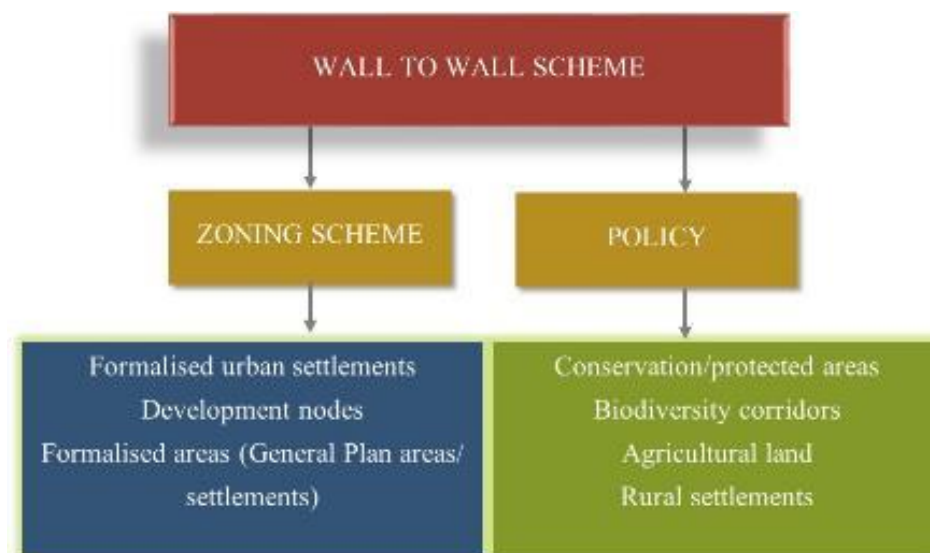 WALL TO WALL SCHEME
ZONING SCHEME
POLICY
Formalised urban settlements
Development nodes
Formalised areas (General Plan areas/
settlements)
Conservation/protected areas
Biodiversity corridors
Agricultural land
Rural settlements